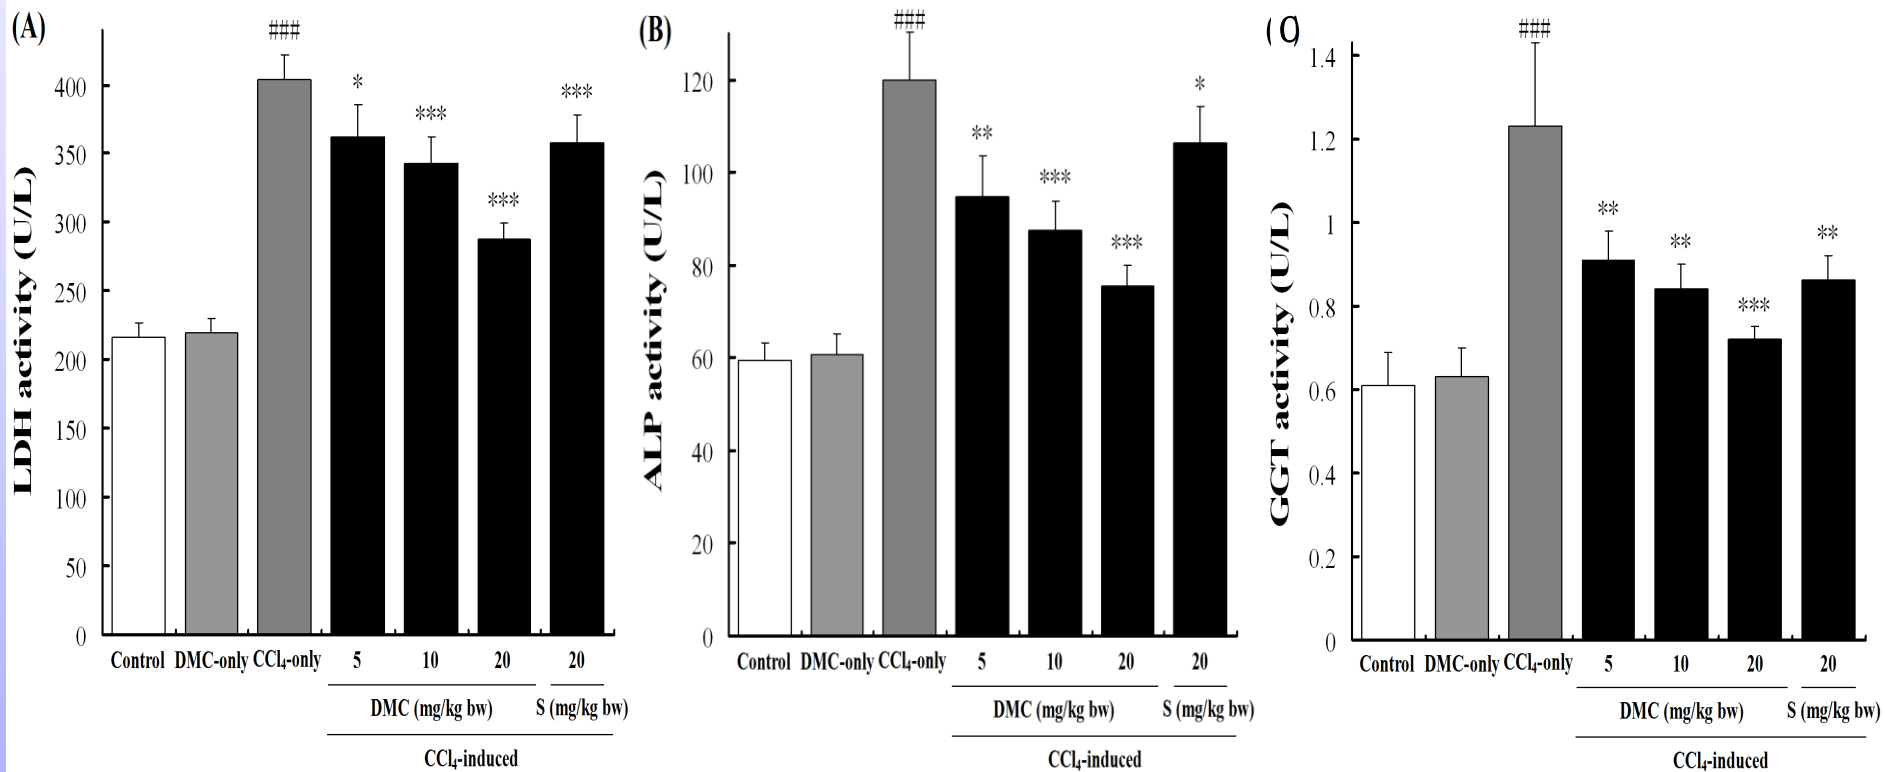 (A)
LDH activity (U/L)
400
350
300
250
200
150
100
50
0
###
*
***
***
***
Control DMC-only CCl₄-only 5 10 20 20
DMC (mg/kg bw) S (mg/kg bw)
CCl₄-induced
(B)
ALP activity (U/L)
120
100
80
60
40
20
0
###
**
***
***
*
Control DMC-only CCl₄-only 5 10 20 20
DMC (mg/kg bw) S (mg/kg bw)
CCl₄-induced
(C)
GGT activity (U/L)
1.4
1.2
1
0.8
0.6
0.4
0.2
0
###
**
**
***
**
Control DMC-only CCl₄-only 5 10 20 20
DMC (mg/kg bw) S (mg/kg bw)
CCl₄-induced